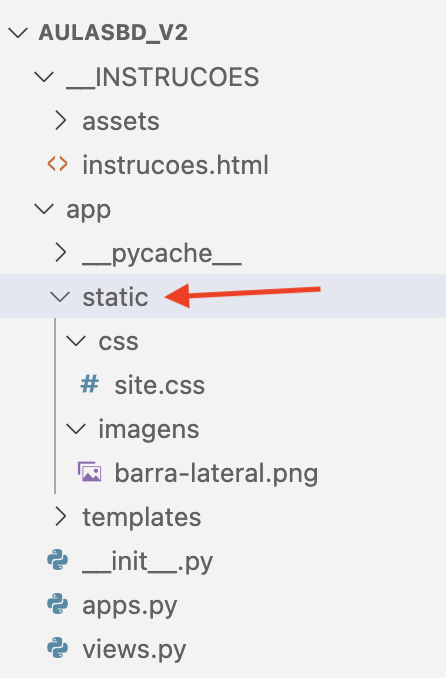 AULASBD_V2
__INSTRUCOES
assets
instrucoes.html
app
__pycache__
static
css
site.css
imagens
barra-lateral.png
templates
__init__.py
apps.py
views.py